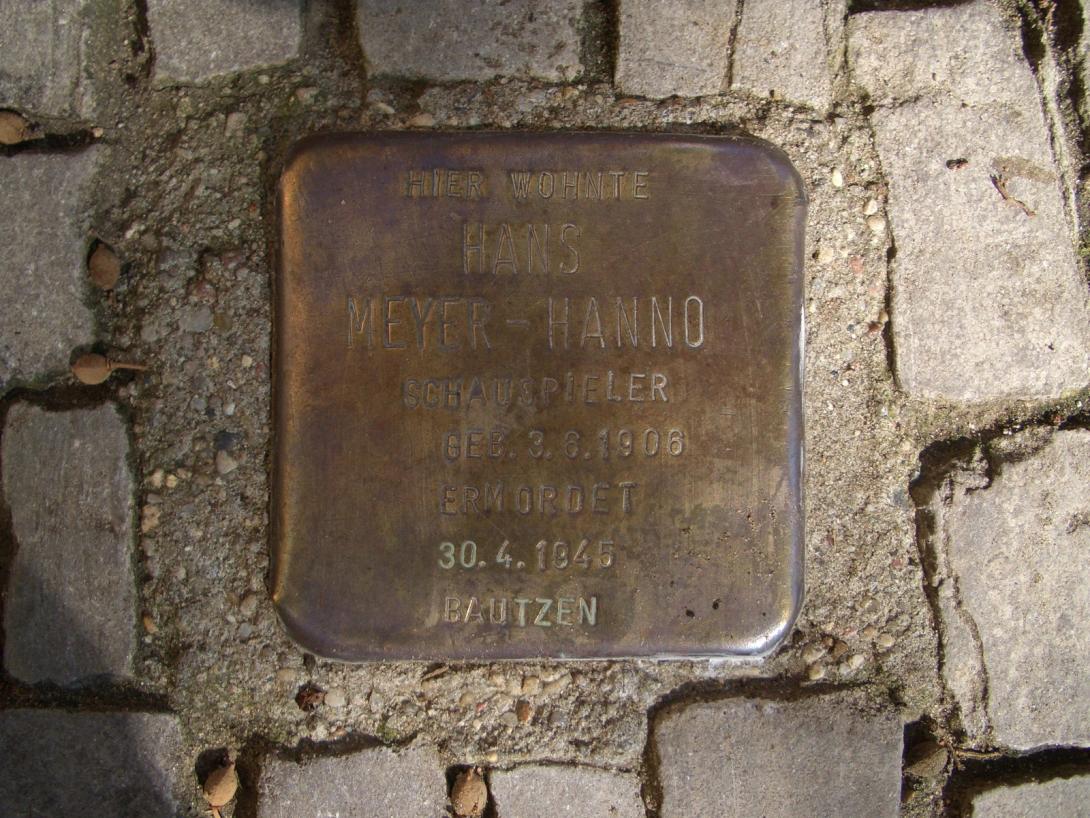 HIER WOHNTE
HANS
MEYER-HANNO
SCHAUSPIELER
GEB. 3.6.1906
ERMORDET
30.4.1945
BAUTZEN